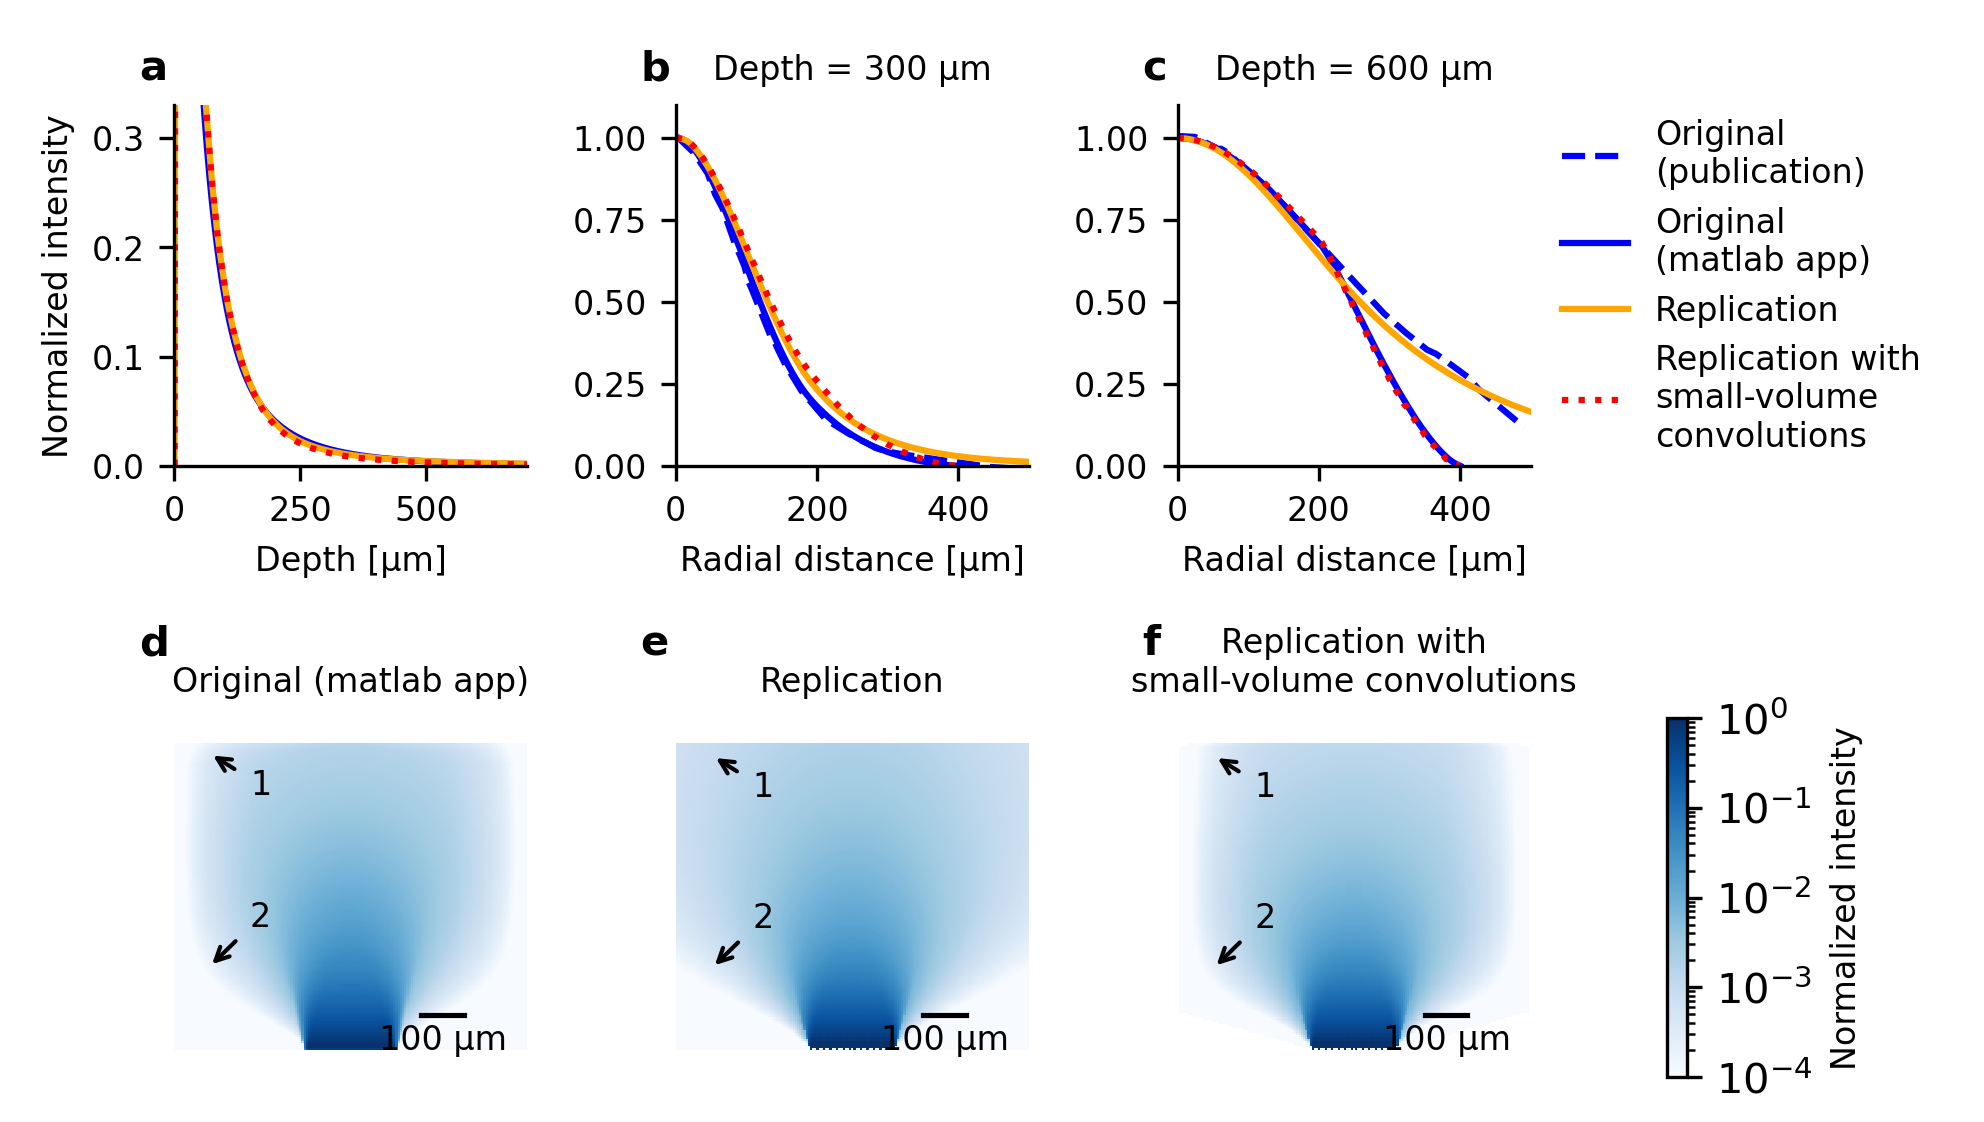 a
b
Depth = 300 µm
c
Depth = 600 µm
Normalized intensity
0.3
0.2
0.1
0.0
0
250
500
Depth [µm]
1.00
0.75
0.50
0.25
0.00
0
200
400
Radial distance [µm]
1.00
0.75
0.50
0.25
0.00
0
200
400
Radial distance [µm]
Original
(publication)
Original
(matlab app)
Replication
Replication with
small-volume
convolutions
d
Original (matlab app)
1
2
100 µm
e
Replication
1
2
100 µm
f
Replication with
small-volume convolutions
1
2
100 µm
10⁰
10⁻¹
10⁻²
10⁻³
10⁻⁴
Normalized intensity